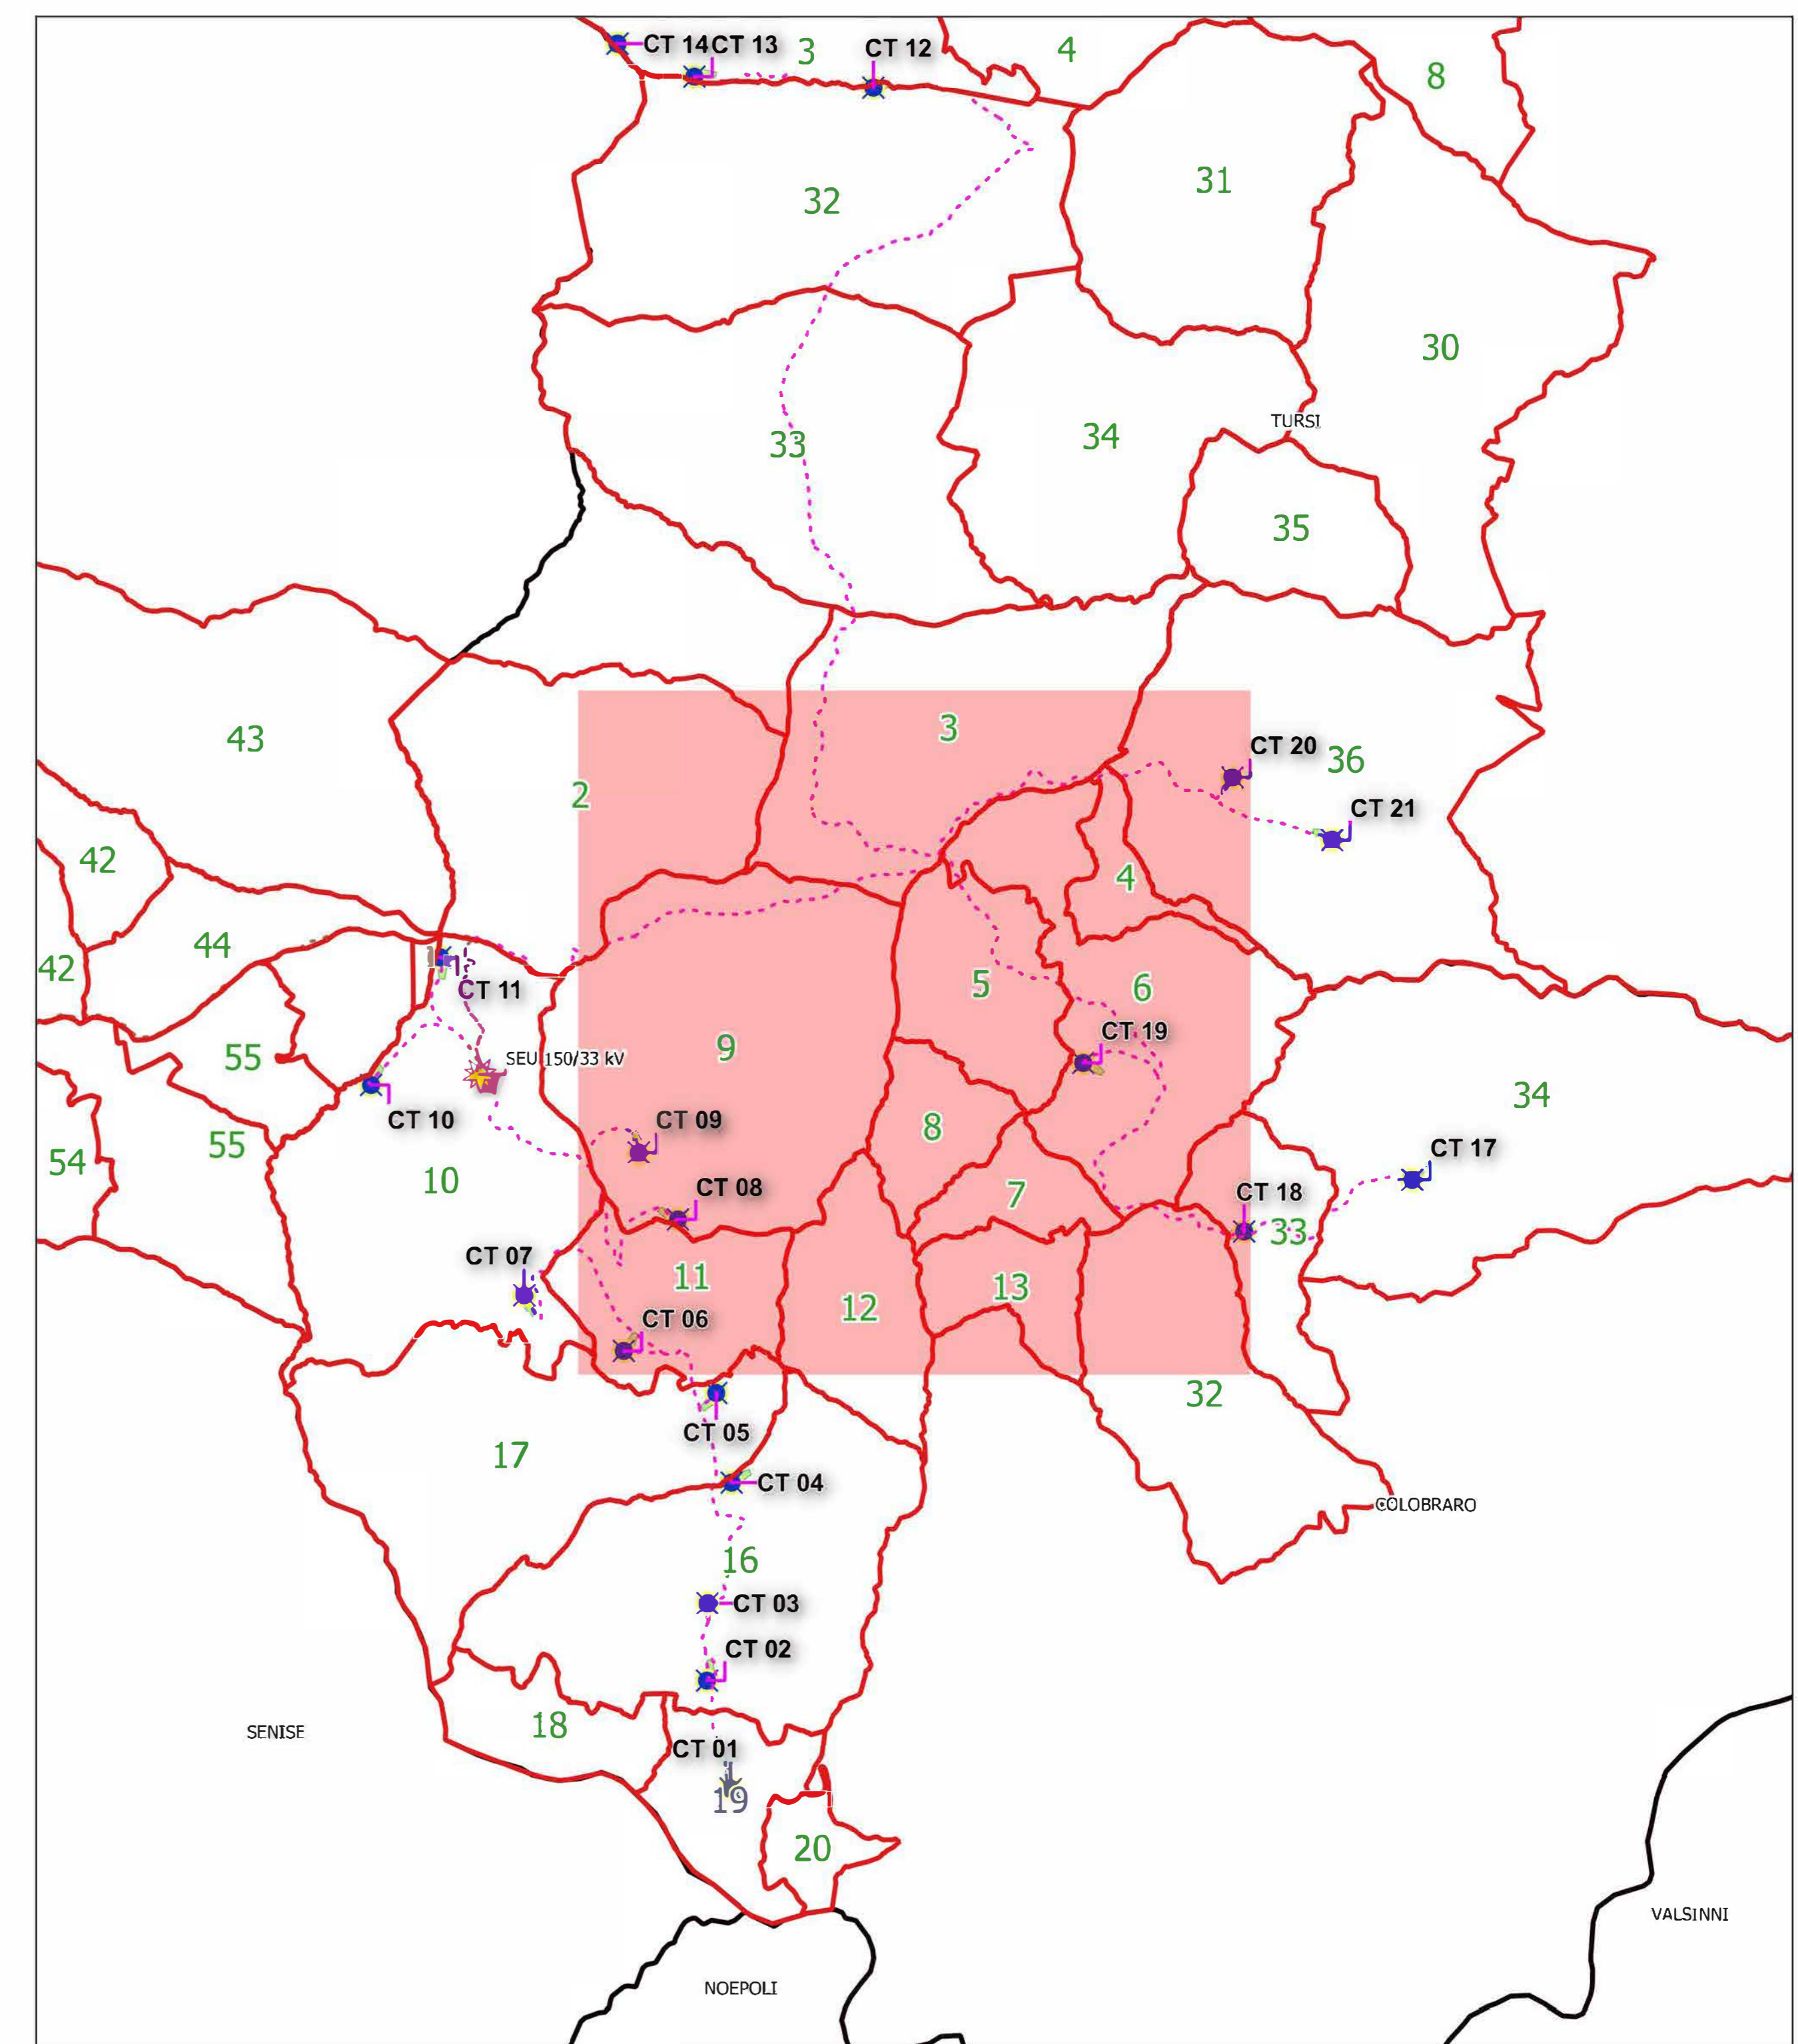 CT 14
CT 13
3
CT 12
4
8
32
31
30
33
34
TURSI
35
43
2
3
CT 20
36
CT 21
42
4
44
42
CT 11
5
6
55
SEU 150/33 kV
9
CT 19
CT 10
34
55
54
10
CT 09
8
CT 17
CT 08
7
CT 18
33
CT 07
11
12
13
CT 06
32
CT 05
17
CT 04
COLOBRARO
16
CT 03
CT 02
18
SENISE
CT 01
19
20
VALSINNI
NOEPOLI